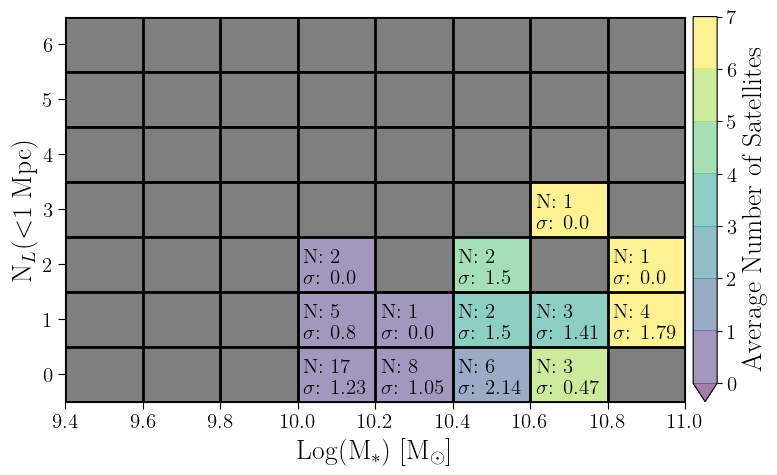 6
5
4
3
2
1
0
N_L(<1 Mpc)
N: 1
σ: 0.0
N: 2
σ: 0.0
N: 2
σ: 1.5
N: 1
σ: 0.0
N: 5
σ: 0.8
N: 1
σ: 0.0
N: 2
σ: 1.5
N: 3
σ: 1.41
N: 4
σ: 1.79
N: 17
σ: 1.23
N: 8
σ: 1.05
N: 6
σ: 2.14
N: 3
σ: 0.47
9.4 9.6 9.8 10.0 10.2 10.4 10.6 10.8 11.0
Log(M_*) [M_⊙]
7
6
5
4
3
2
1
0
Average Number of Satellites